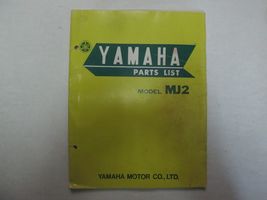 YAMAHA
PARTS LIST
MODEL MJ2
YAMAHA MOTOR CO., LTD.